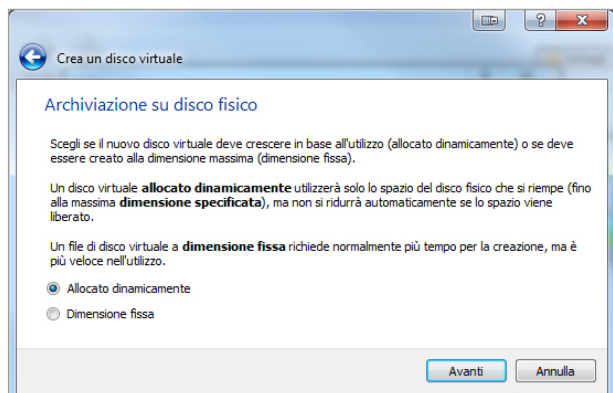 Crea un disco virtuale
Archiviazione su disco fisico
Scegli se il nuovo disco virtuale deve crescere in base all'utilizzo (allocato dinamicamente) o se deve
essere creato alla dimensione massima (dimensione fissa).
Un disco virtuale allocato dinamicamente utilizzerà solo lo spazio del disco fisico che si riempe (fino
alla massima dimensione specificata), ma non si ridurrà automaticamente se lo spazio viene
liberato.
Un file di disco virtuale a dimensione fissa richiede normalmente più tempo per la creazione, ma è
più veloce nell'utilizzo.
Allocato dinamicamente
Dimensione fissa
Avanti Annulla